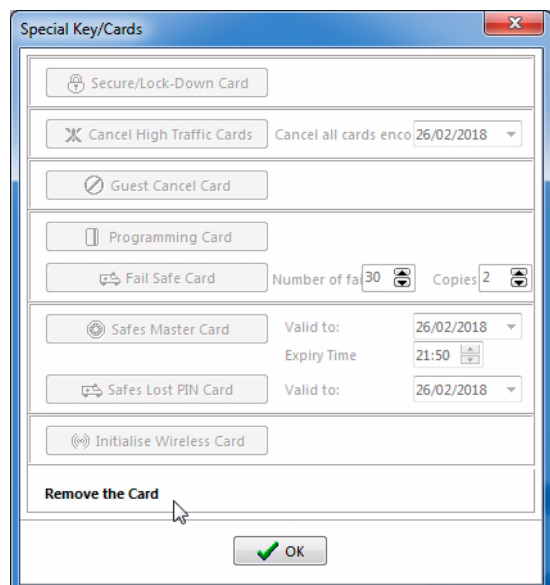 Special Key/Cards
Secure/Lock-Down Card
Cancel High Traffic Cards Cancel all cards enco 26/02/2018
Guest Cancel Card
Programming Card
Fail Safe Card Number of fai 30 Copies 2
Safes Master Card Valid to: 26/02/2018
Expiry Time 21:50
Safes Lost PIN Card Valid to: 26/02/2018
Initialise Wireless Card
Remove the Card
OK